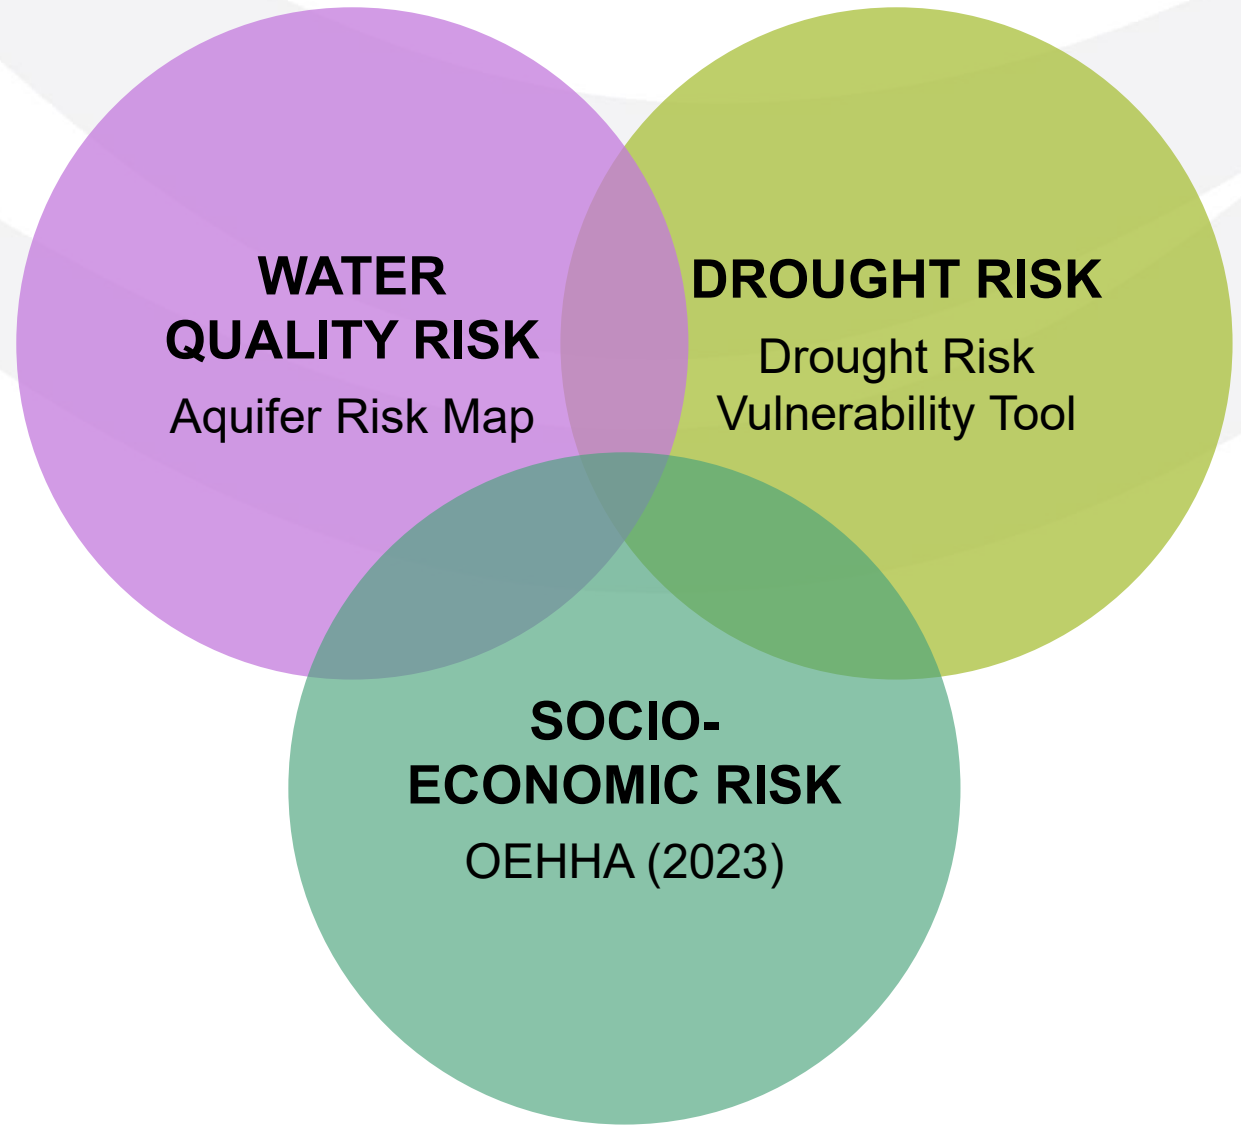 WATER
QUALITY RISK
Aquifer Risk Map
DROUGHT RISK
Drought Risk
Vulnerability Tool
SOCIO-
ECONOMIC RISK
OEHHA (2023)